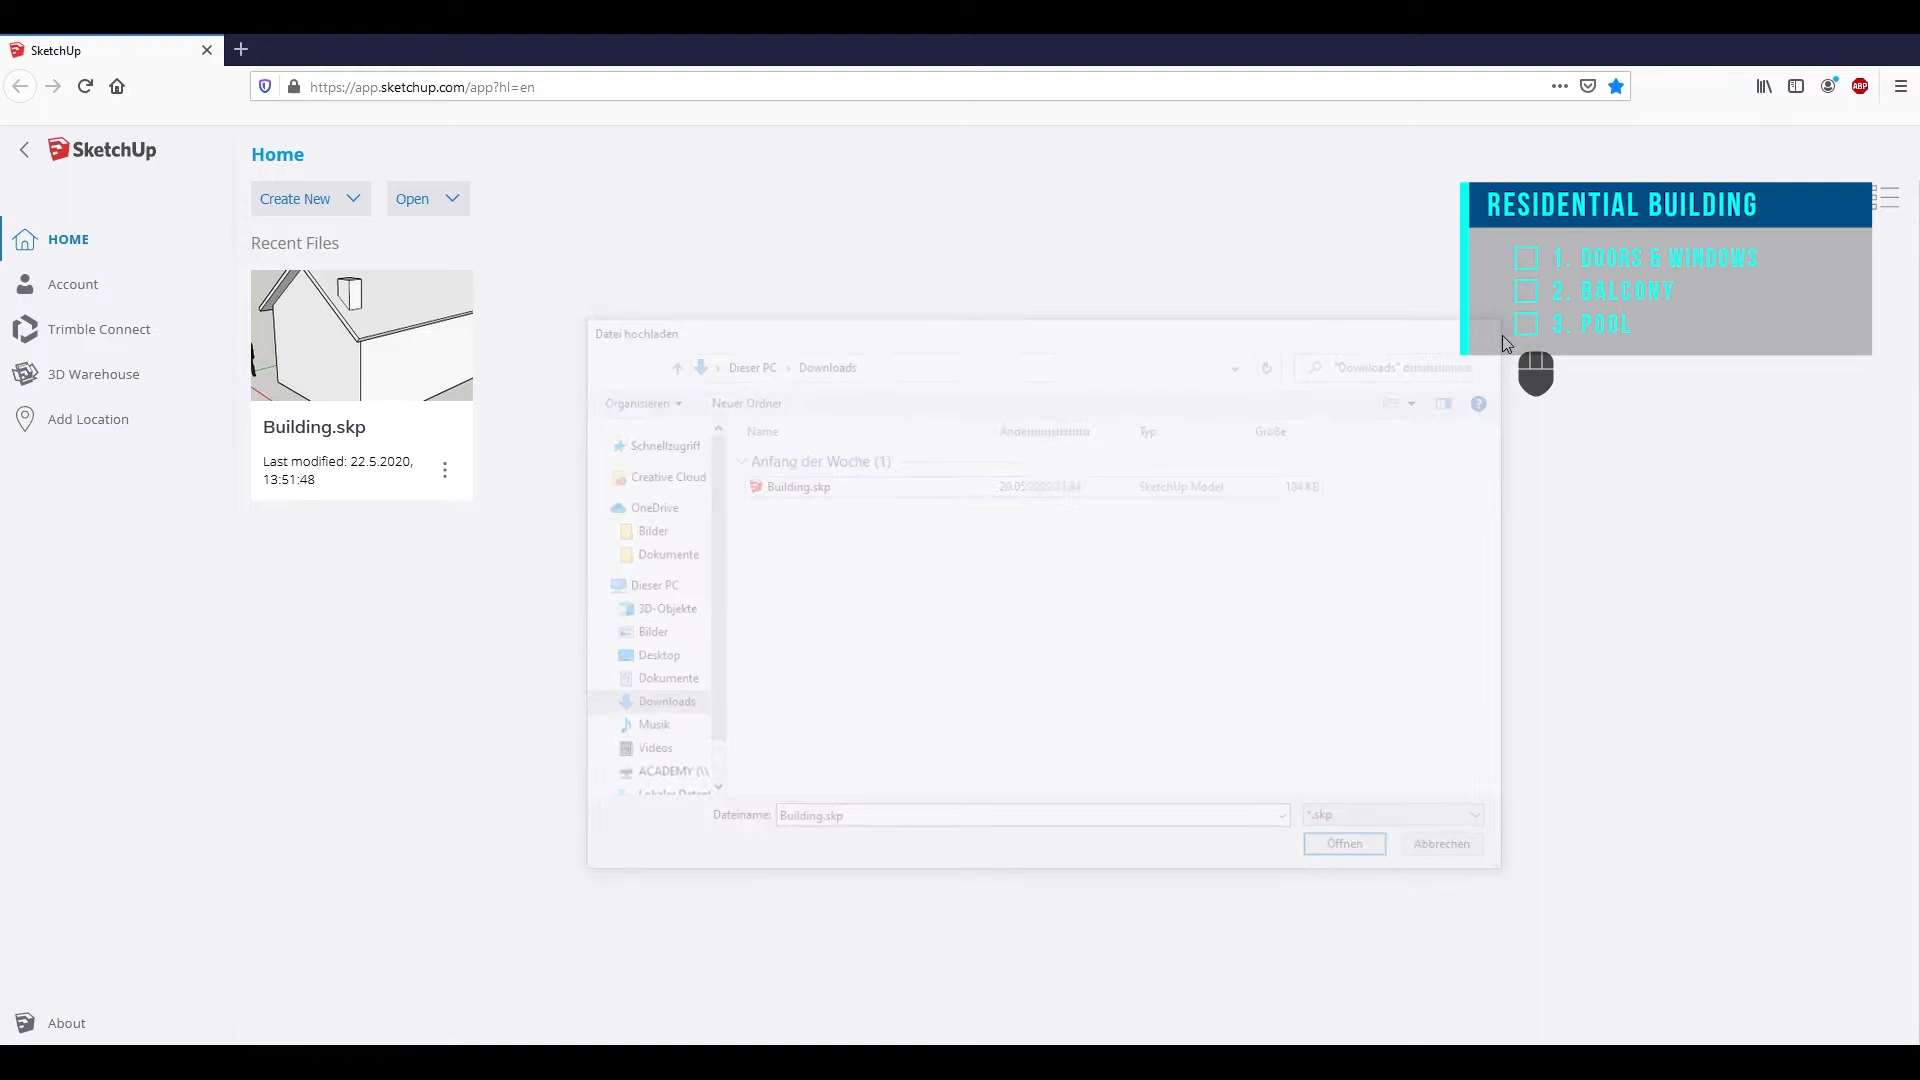 SketchUp
https://app.sketchup.com/app?hl=en
ABP
SketchUp
Home
Create New
Open
RESIDENTIAL BUILDING
HOME
Recent Files
1. DOORS & WINDOWS
Account
2. BALCONY
Trimble Connect
3. POOL
Datei hochladen
3D Warehouse
Dieser PC › Downloads
"Downloads"
Organisieren
Neuer Ordner
Add Location
Building.skp
Name
Typ
Größe
Schnellzugriff
Anfang der Woche (1)
Last modified: 22.5.2020,
13:51:48
Creative Cloud
Building.skp
SketchUp Model
184 KB
OneDrive
Bilder
Dokumente
Dieser PC
3D-Objekte
Bilder
Desktop
Dokumente
Downloads
Musik
Videos
ACADEMY (\\
Dateiname:
Building.skp
*.skp
Öffnen
Abbrechen
About